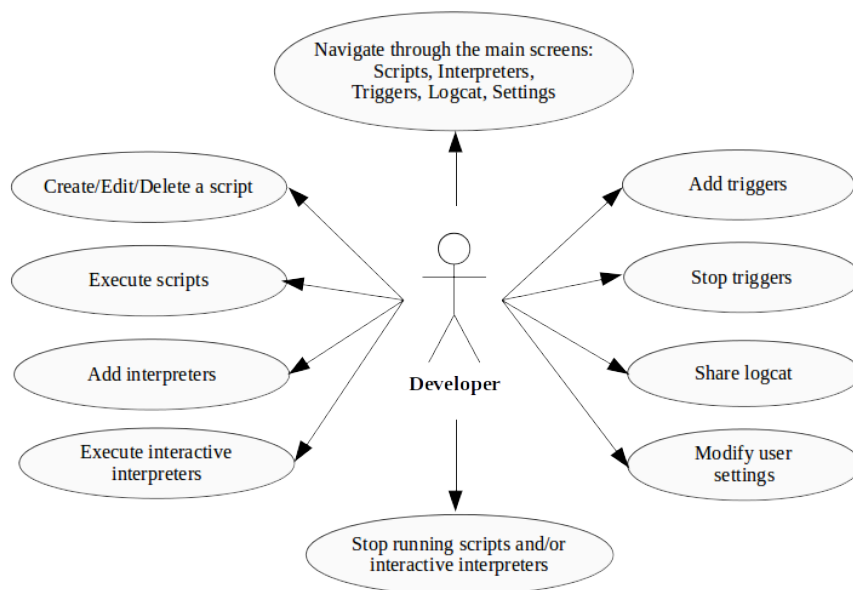 Navigate through the main screens:
Scripts, Interpreters,
Triggers, Logcat, Settings
Create/Edit/Delete a script
Add triggers
Execute scripts
Stop triggers
Add interpreters
Share logcat
Developer
Execute interactive
interpreters
Modify user
settings
Stop running scripts and/or
interactive interpreters